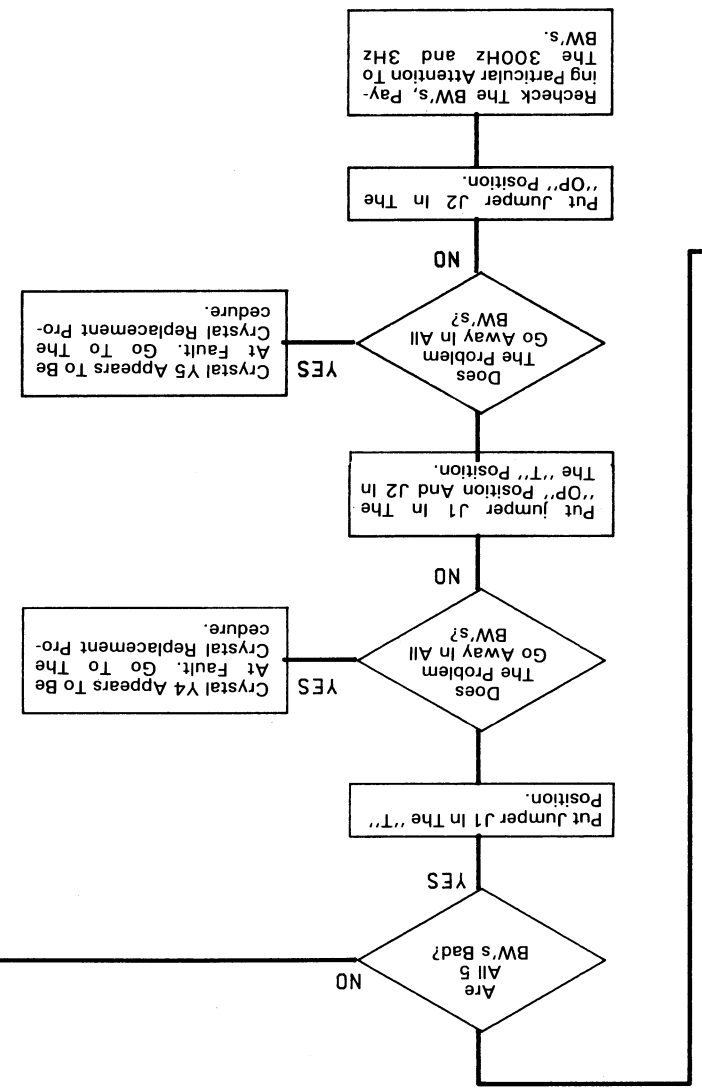 Are
All 5
BW's Bad?
NO
YES
Put Jumper J1 In The "T"
Position.
Does
The Problem
Go Away In All
BW's?
YES
Crystal Y4 Appears To Be
At Fault. Go To The
Crystal Replacement Pro-
cedure.
NO
Put jumper J1 In The
"OP" Position And J2 In
The "T" Position.
Does
The Problem
Go Away In All
BW's?
YES
Crystal Y5 Appears To Be
At Fault. Go To The
Crystal Replacement Pro-
cedure.
NO
Put Jumper J2 In The
"OP" Position.
Recheck The BW's, Pay-
ing Particular Attention To
The 300Hz and 3Hz
BW's.